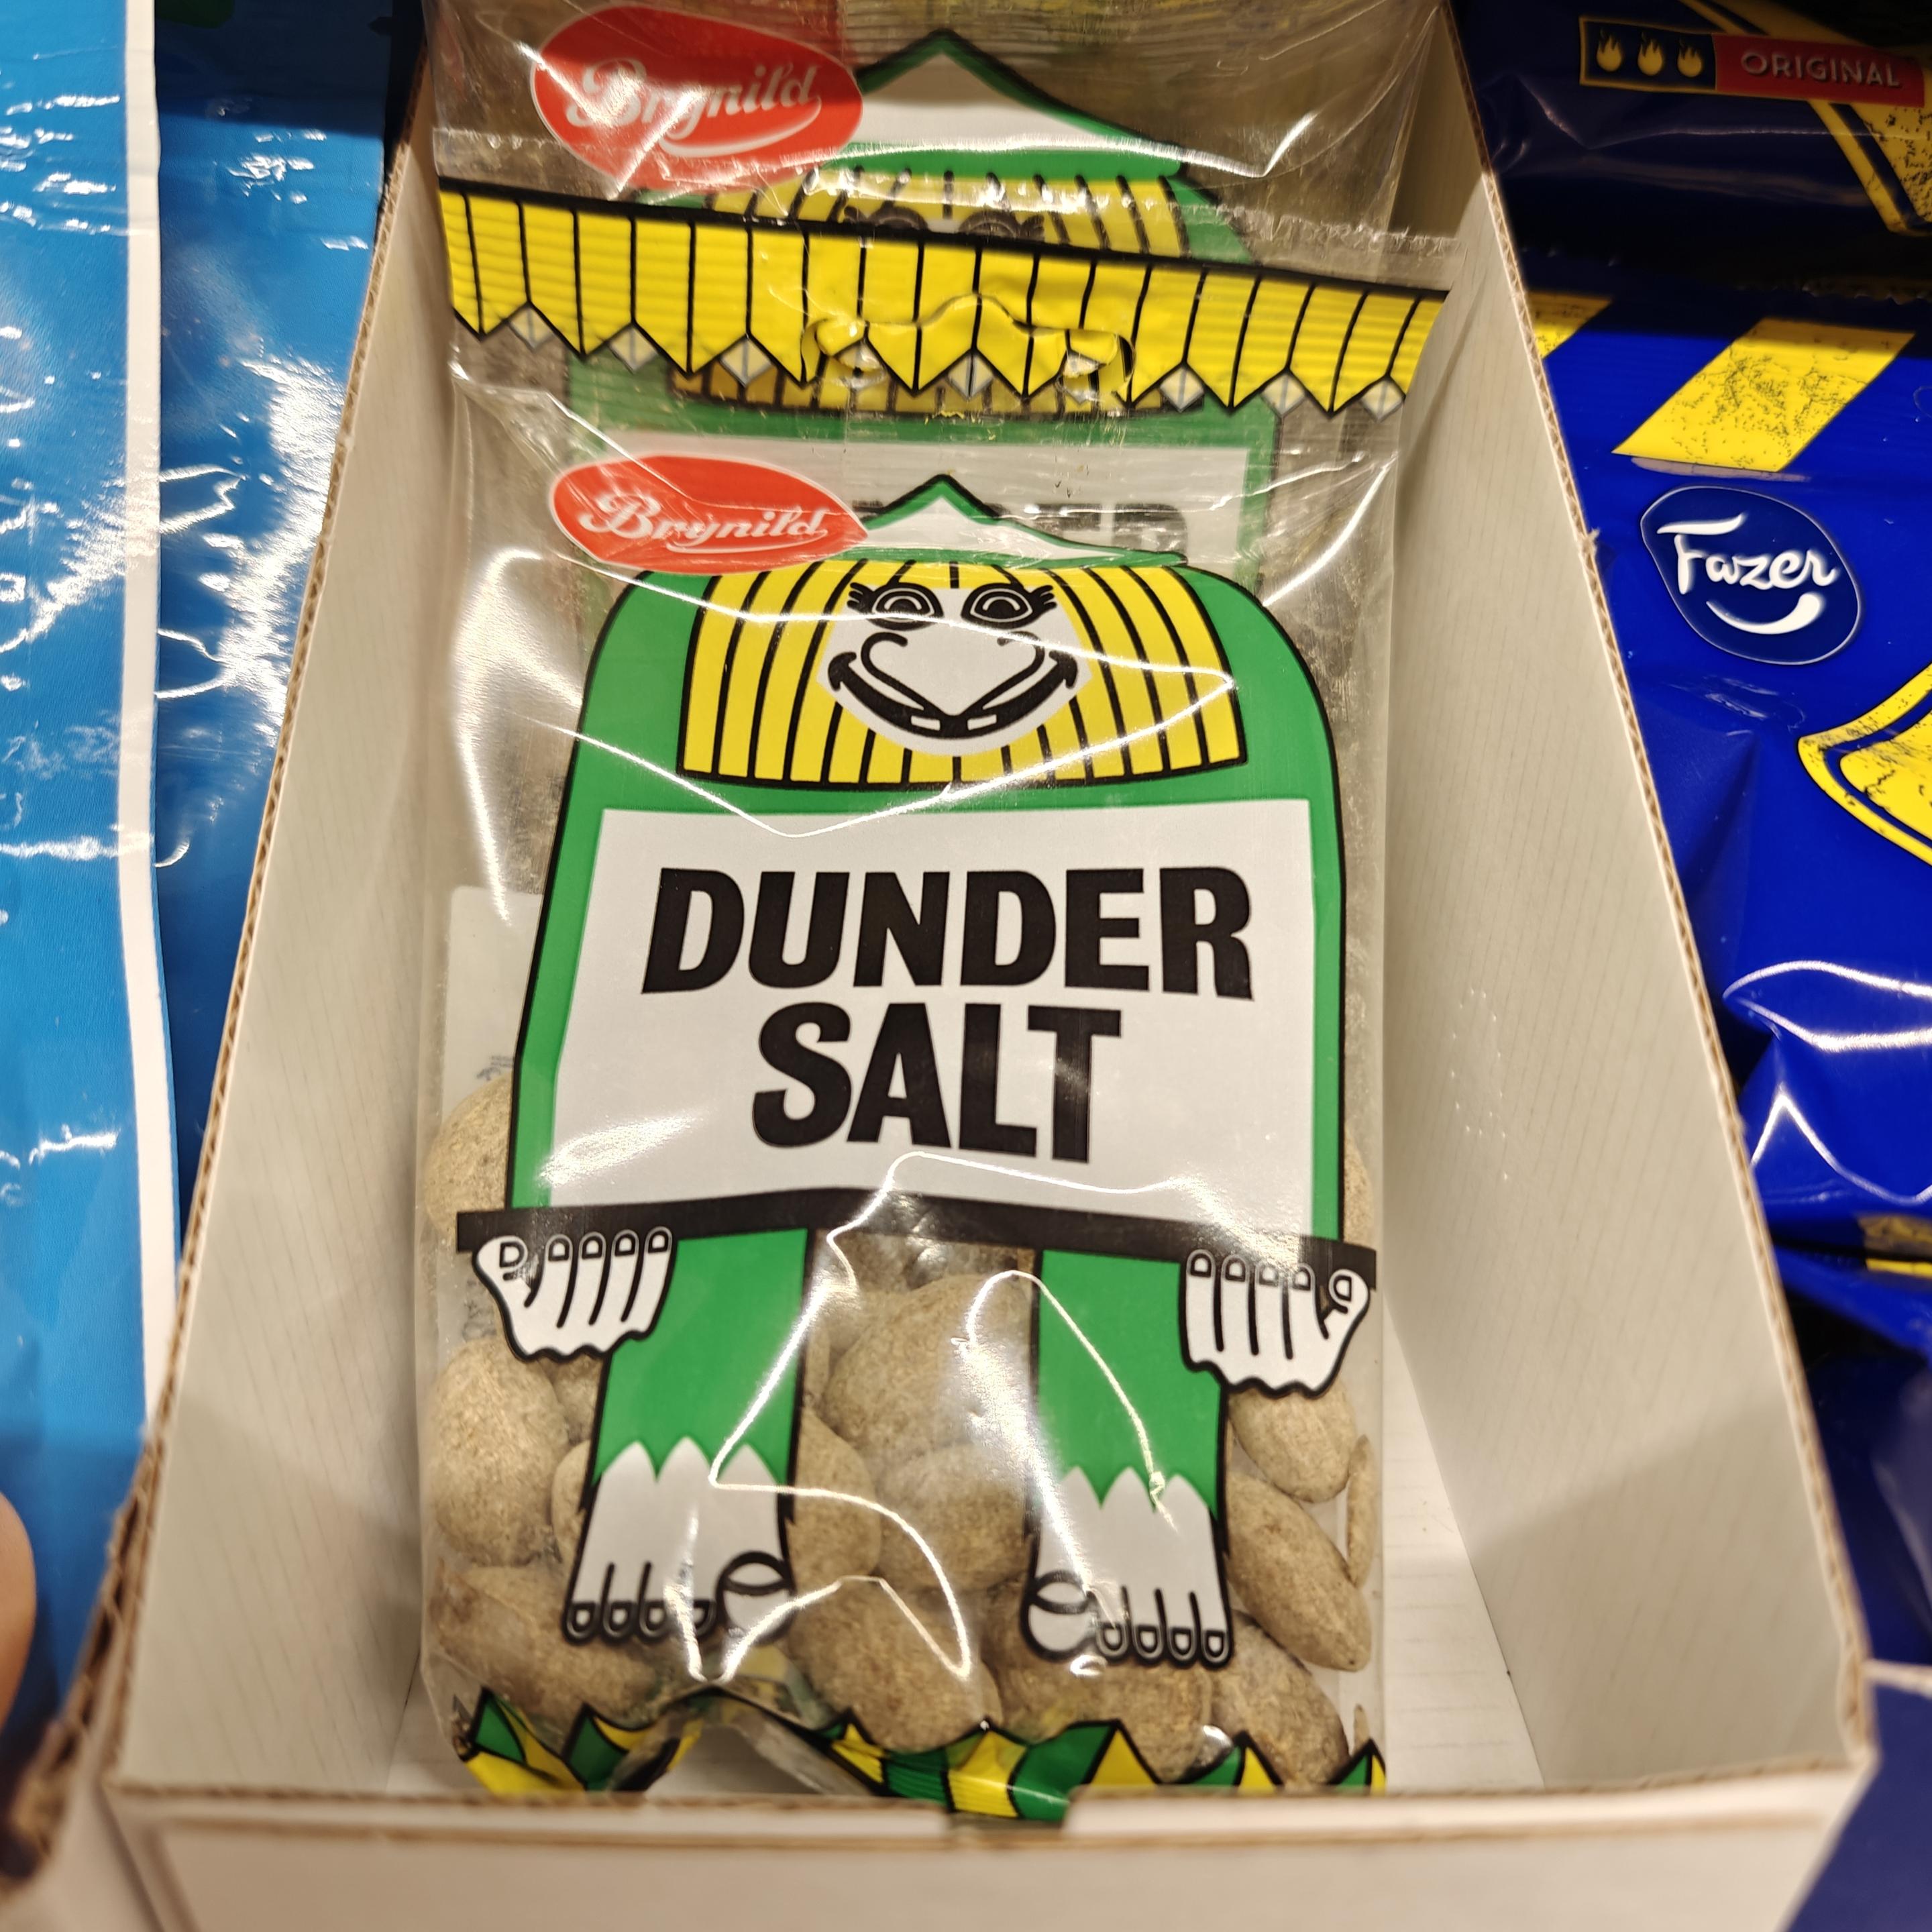 Brynild
ORIGINAL
Brynild
Fazer
DUNDER
SALT